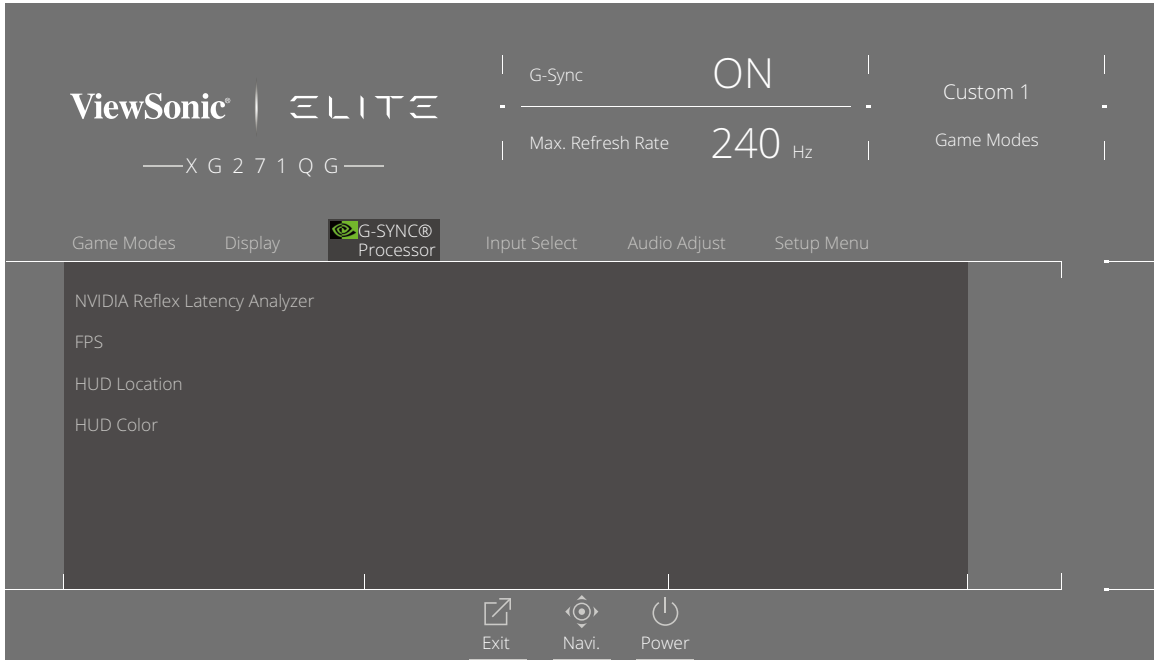 ViewSonic® ELITE
XG271QG
G-Sync ON
Max. Refresh Rate 240 Hz
Custom 1
Game Modes
Game Modes
Display
G-SYNC®
Processor
Input Select
Audio Adjust
Setup Menu
NVIDIA Reflex Latency Analyzer
FPS
HUD Location
HUD Color
Exit
Navi.
Power